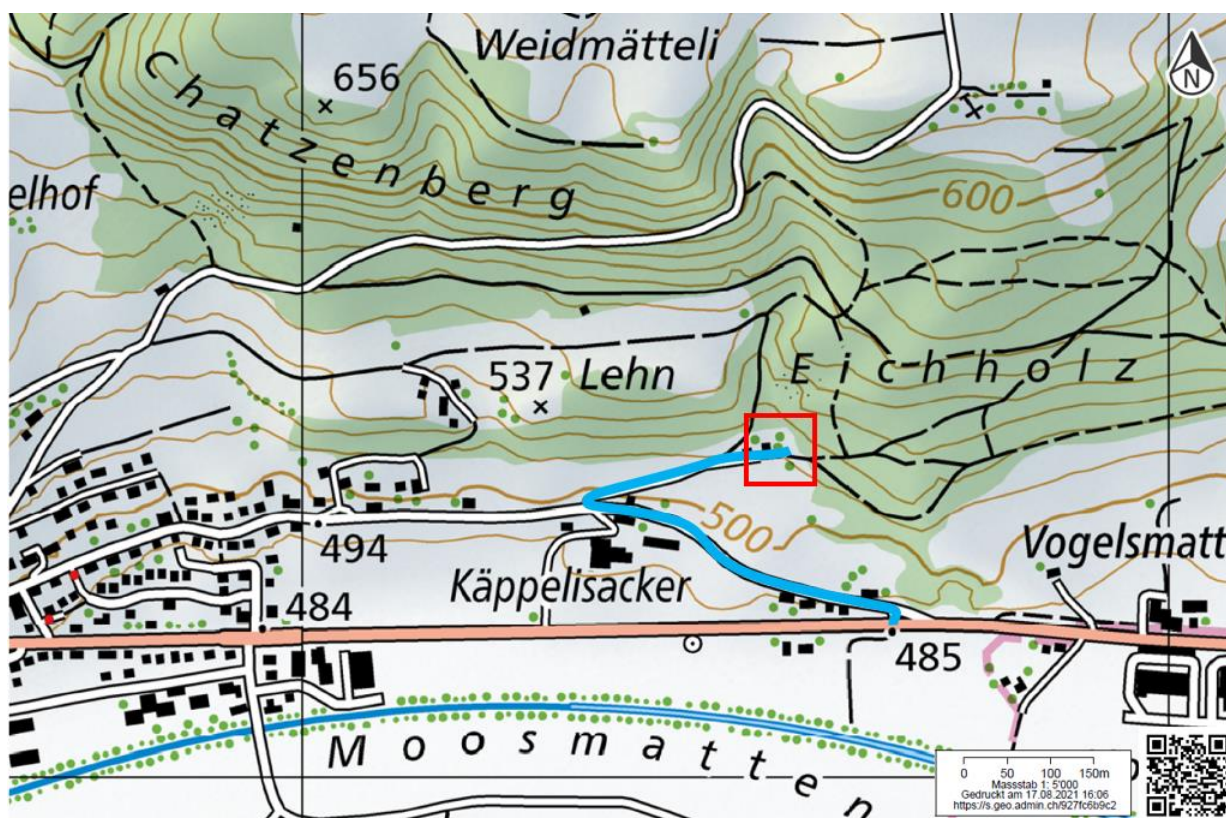 Weidmätteli
Chatzenberg
656
N
elhof
600
537
Lehn
Eichholz
500
494
Käppelisacker
Vogelsmatt
484
485
Moosmatten
0 50 100 150m
Massstab 1: 5'000
Gedruckt am 17.08.2021 16:06
https://s.geo.admin.ch/927fc6b9c2